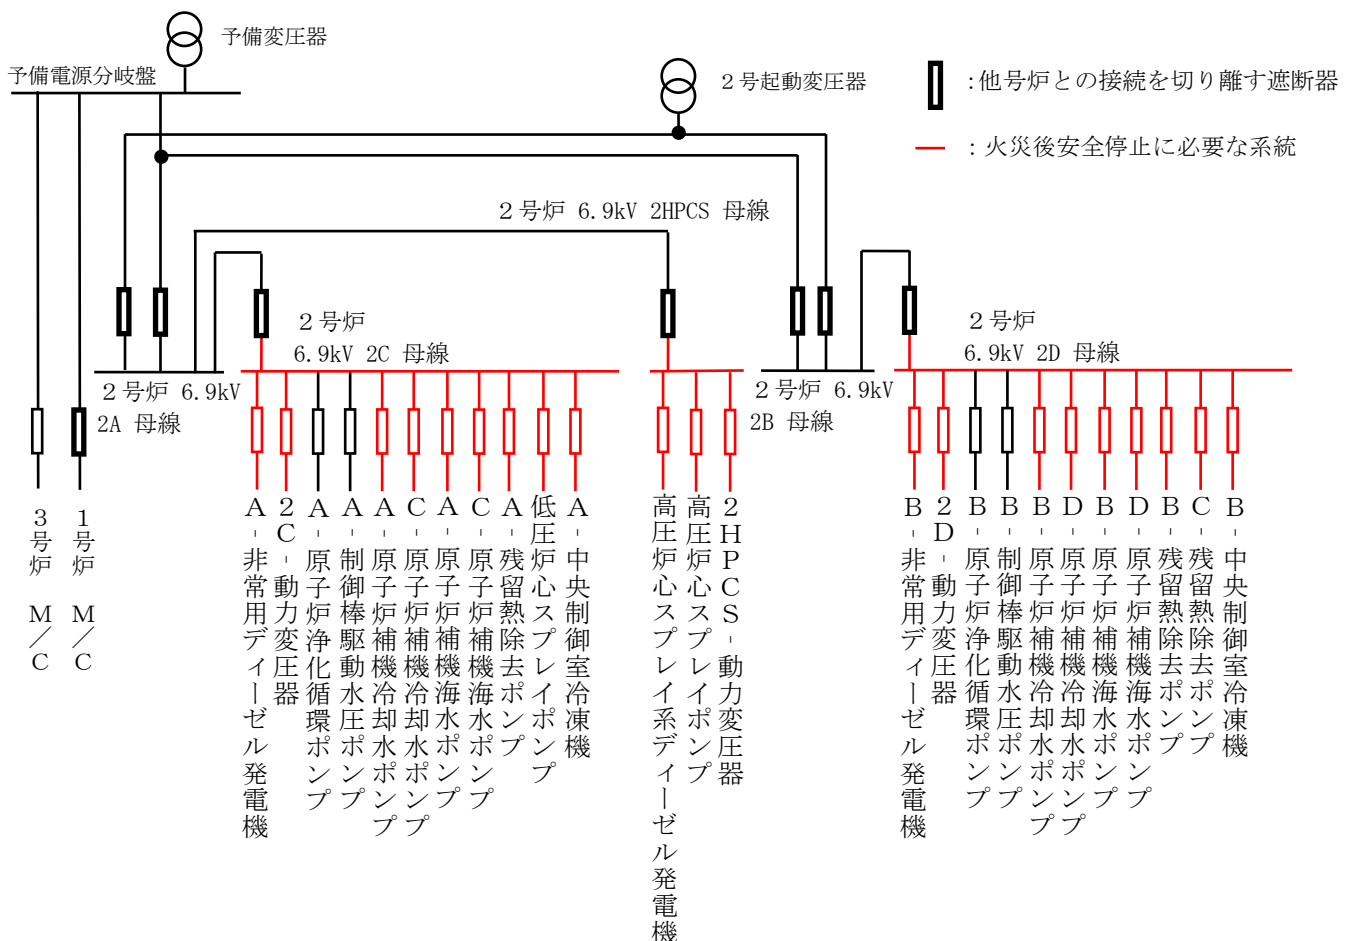 予備変圧器
予備電源分岐盤
２号起動変圧器
：他号炉との接続を切り離す遮断器
：火災後安全停止に必要な系統
２号炉 6.9kV 2HPCS 母線
２号炉
6.9kV 2C 母線
２号炉
6.9kV 2D 母線
２号炉 6.9kV
2A 母線
２号炉 6.9kV
2B 母線
３号炉 Ｍ／Ｃ
１号炉 Ｍ／Ｃ
Ａ-非常用ディーゼル発電機
２Ｃ-動力変圧器
Ａ-原子炉浄化循環ポンプ
Ａ-制御棒駆動水圧ポンプ
Ａ-原子炉補機冷却水ポンプ
Ｃ-原子炉補機冷却水ポンプ
Ａ-原子炉補機海水ポンプ
Ｃ-原子炉補機海水ポンプ
Ａ-残留熱除去ポンプ
低圧炉心スプレイポンプ
Ａ-中央制御室冷凍機
高圧炉心スプレイ系ディーゼル発電機
高圧炉心スプレイポンプ
２ＨＰＣＳ-動力変圧器
Ｂ-非常用ディーゼル発電機
２Ｄ-動力変圧器
Ｂ-原子炉浄化循環ポンプ
Ｂ-制御棒駆動水圧ポンプ
Ｂ-原子炉補機冷却水ポンプ
Ｄ-原子炉補機冷却水ポンプ
Ｂ-原子炉補機海水ポンプ
Ｄ-原子炉補機海水ポンプ
Ｂ-残留熱除去ポンプ
Ｃ-残留熱除去ポンプ
Ｂ-中央制御室冷凍機